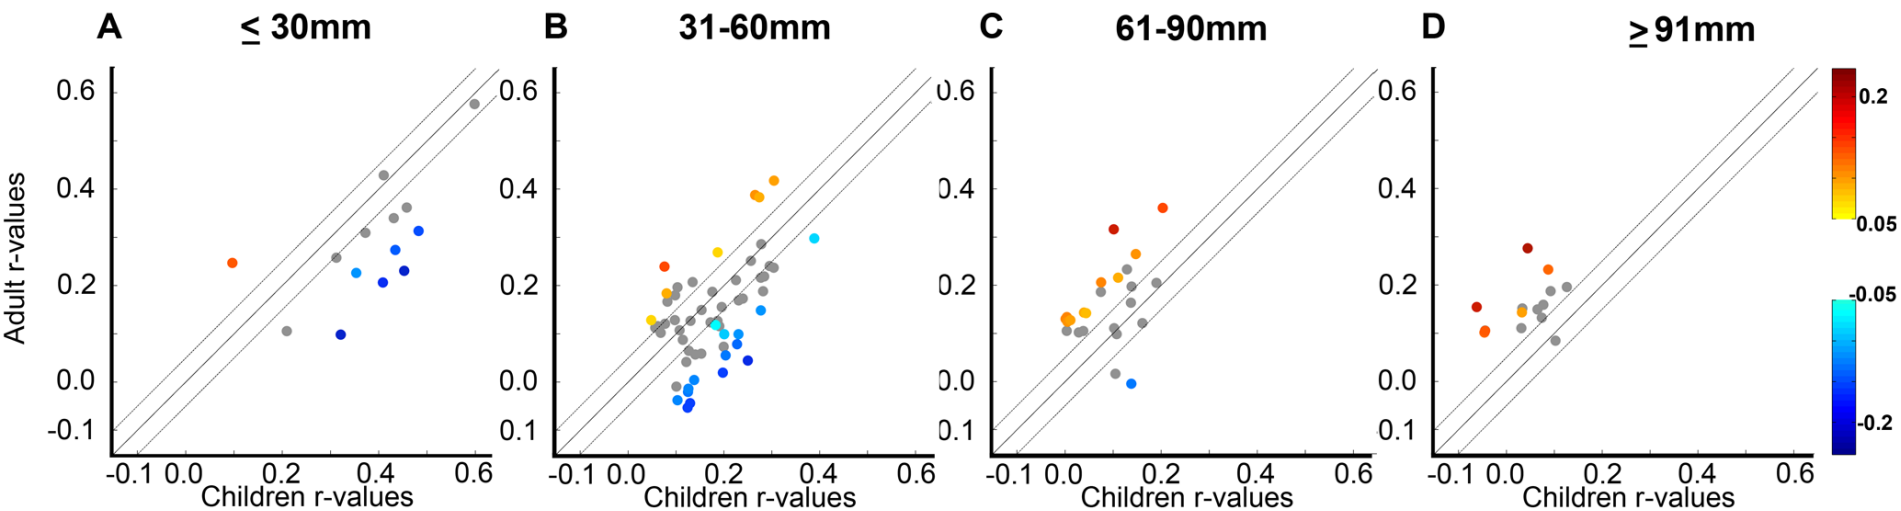 A ≤ 30mm B 31-60mm C 61-90mm D ≥ 91mm
0.6 0.6 0.6 0.6 0.2
0.4 0.4 0.4 0.4
0.05
0.2 0.2 0.2 0.2 -0.05
0.0 0.0 0.0 0.0
-0.1 0.1 0.1 0.1 -0.2
Adult r-values
-0.1 0.0 0.2 0.4 0.6 -0.1 0.0 0.2 0.4 0.6 -0.1 0.0 0.2 0.4 0.6 -0.1 0.0 0.2 0.4 0.6
Children r-values Children r-values Children r-values Children r-values